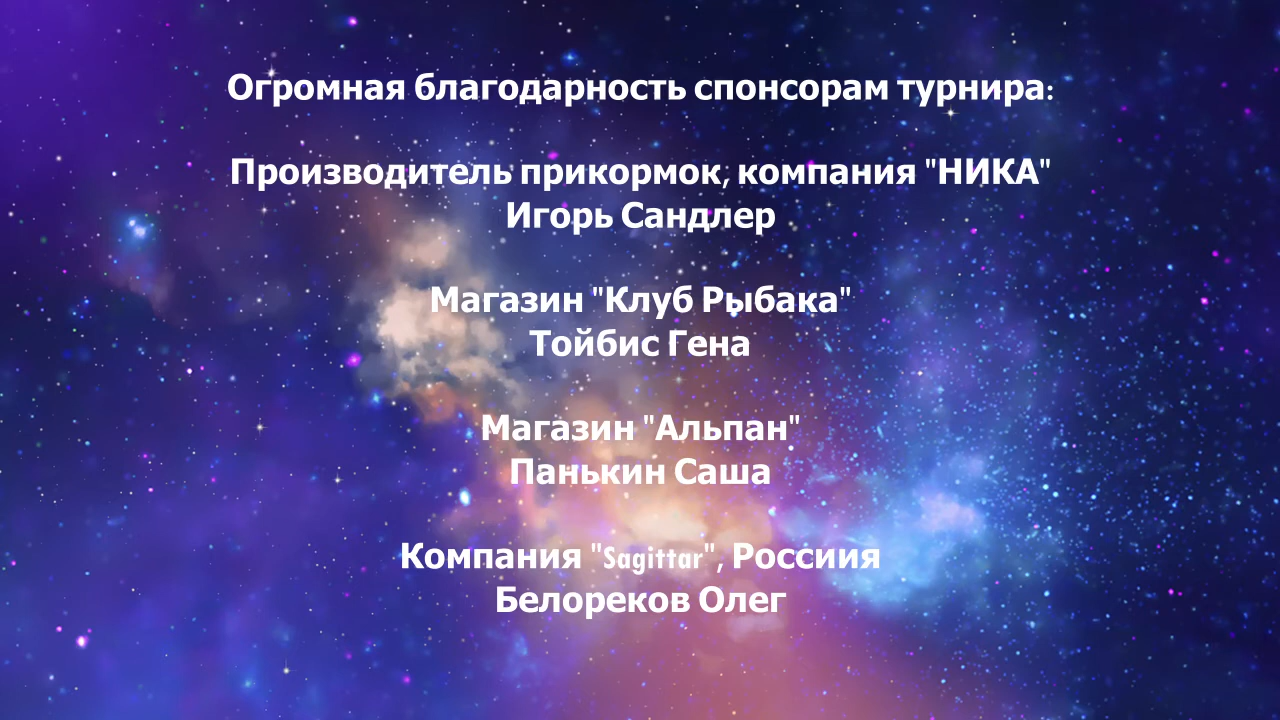 Огромная благодарность спонсорам турнира:
Производитель прикормок, компания "НИКА"
Игорь Сандлер
Магазин "Клуб Рыбака"
Тойбис Гена
Магазин "Альпан"
Панькин Саша
Компания "Sagittar", Россиия
Белореков Олег